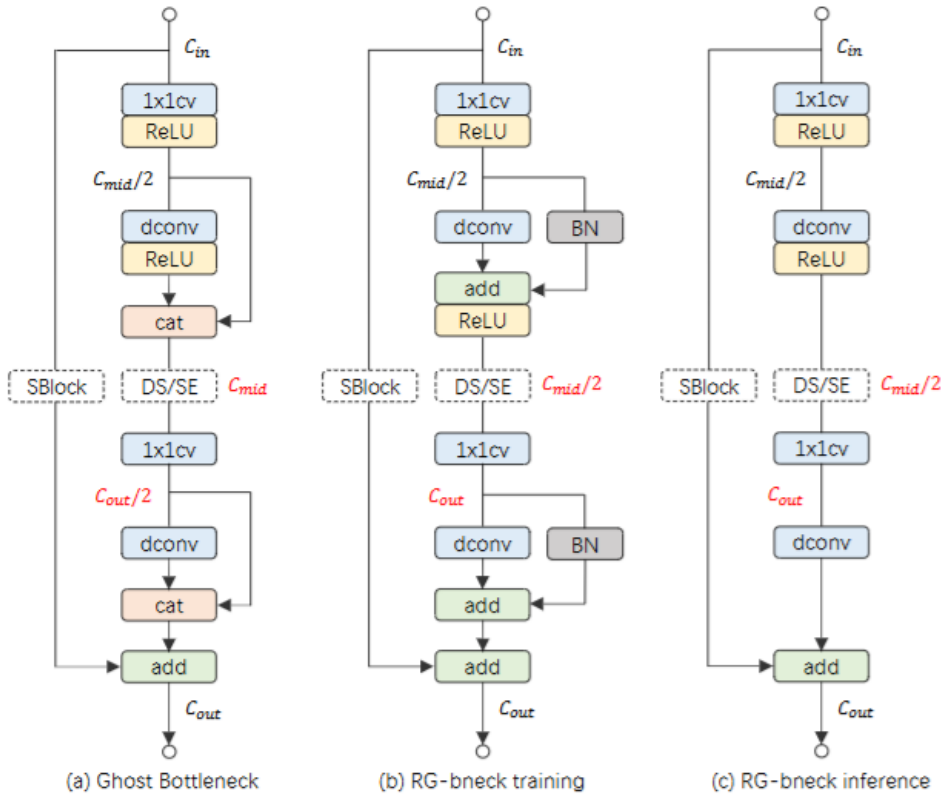 C_in
1x1cv
ReLU
C_mid/2
dconv
ReLU
cat
SBlock
DS/SE
C_mid
1x1cv
C_out/2
dconv
cat
add
C_out
(a) Ghost Bottleneck
C_in
1x1cv
ReLU
C_mid/2
dconv
BN
add
ReLU
SBlock
DS/SE
C_mid/2
1x1cv
C_out
dconv
BN
add
add
C_out
(b) RG-bneck training
C_in
1x1cv
ReLU
C_mid/2
dconv
ReLU
SBlock
DS/SE
C_mid/2
1x1cv
C_out
dconv
add
C_out
(c) RG-bneck inference